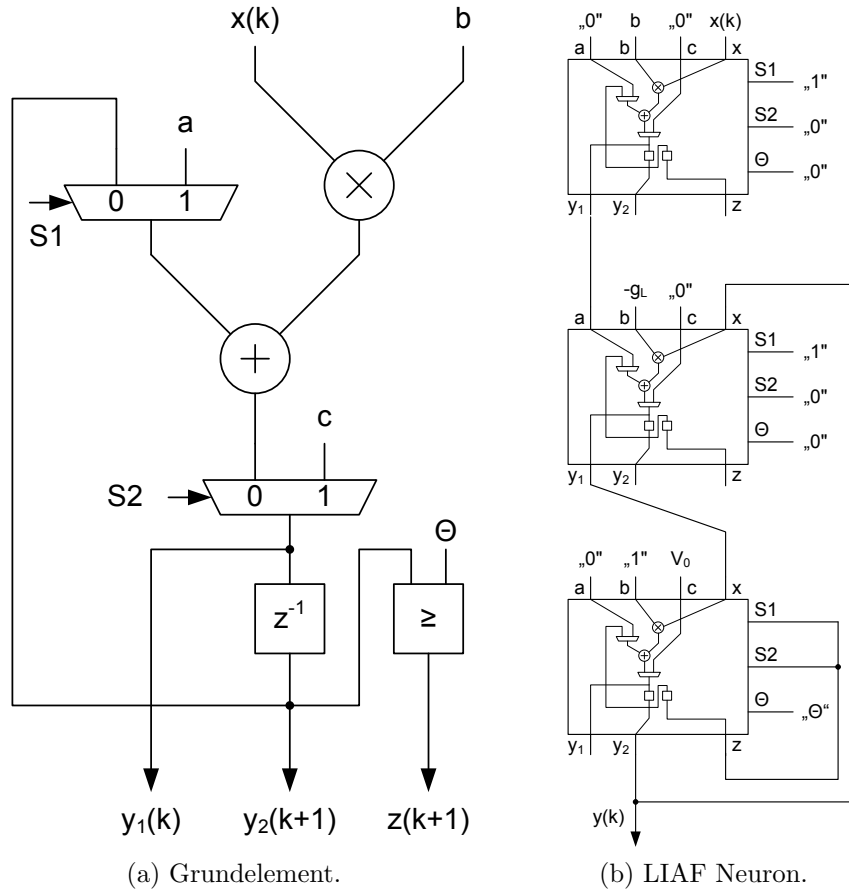 x(k) b
a
0 1
S1
×
+
c
S2
0 1
Θ
z⁻¹ ≥
y₁(k) y₂(k+1) z(k+1)
(a) Grundelement.
„0" b „0" x(k)
a b c x
S1 „1"
S2 „0"
Θ „0"
y₁ y₂ z
-gL „0"
a b c x
S1 „1"
S2 „0"
Θ „0"
y₁ y₂ z
„0" „1" V₀
a b c x
S1
S2
Θ „Θ“
y₁ y₂ z
y(k)
(b) LIAF Neuron.